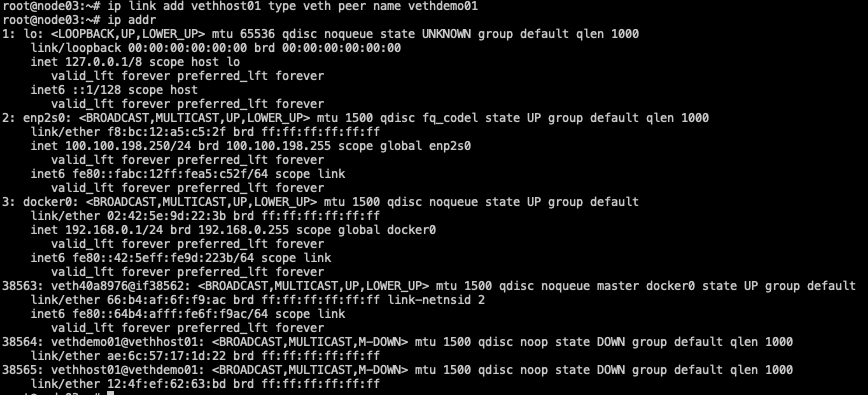 root@node03:~# ip link add vethhost01 type veth peer name vethdemo01
root@node03:~# ip addr
1: lo: <LOOPBACK,UP,LOWER_UP> mtu 65536 qdisc noqueue state UNKNOWN group default qlen 1000
    link/loopback 00:00:00:00:00:00 brd 00:00:00:00:00:00
    inet 127.0.0.1/8 scope host lo
       valid_lft forever preferred_lft forever
    inet6 ::1/128 scope host
       valid_lft forever preferred_lft forever
2: enp2s0: <BROADCAST,MULTICAST,UP,LOWER_UP> mtu 1500 qdisc fq_codel state UP group default qlen 1000
    link/ether f8:bc:12:a5:c5:2f brd ff:ff:ff:ff:ff:ff
    inet 100.100.198.250/24 brd 100.100.198.255 scope global enp2s0
       valid_lft forever preferred_lft forever
    inet6 fe80::fabc:12ff:fea5:c52f/64 scope link
       valid_lft forever preferred_lft forever
3: docker0: <BROADCAST,MULTICAST,UP,LOWER_UP> mtu 1500 qdisc noqueue state UP group default
    link/ether 02:42:5e:9d:22:3b brd ff:ff:ff:ff:ff:ff
    inet 192.168.0.1/24 brd 192.168.0.255 scope global docker0
       valid_lft forever preferred_lft forever
    inet6 fe80::42:5eff:fe9d:223b/64 scope link
       valid_lft forever preferred_lft forever
38563: veth40a8976@if38562: <BROADCAST,MULTICAST,UP,LOWER_UP> mtu 1500 qdisc noqueue master docker0 state UP group default
    link/ether 66:b4:af:6f:f9:ac brd ff:ff:ff:ff:ff:ff link-netnsid 2
    inet6 fe80::64b4:afff:fe6f:f9ac/64 scope link
       valid_lft forever preferred_lft forever
38564: vethdemo01@vethhost01: <BROADCAST,MULTICAST,M-DOWN> mtu 1500 qdisc noop state DOWN group default qlen 1000
    link/ether ae:6c:57:17:1d:22 brd ff:ff:ff:ff:ff:ff
38565: vethhost01@vethdemo01: <BROADCAST,MULTICAST,M-DOWN> mtu 1500 qdisc noop state DOWN group default qlen 1000
    link/ether 12:4f:ef:62:63:bd brd ff:ff:ff:ff:ff:ff